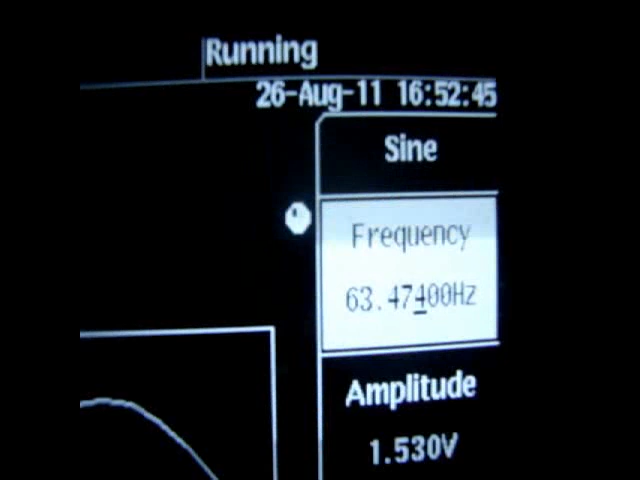 Running
26-Aug-11 16:52:45
Sine
Frequency
63.47400Hz
Amplitude
1.530V